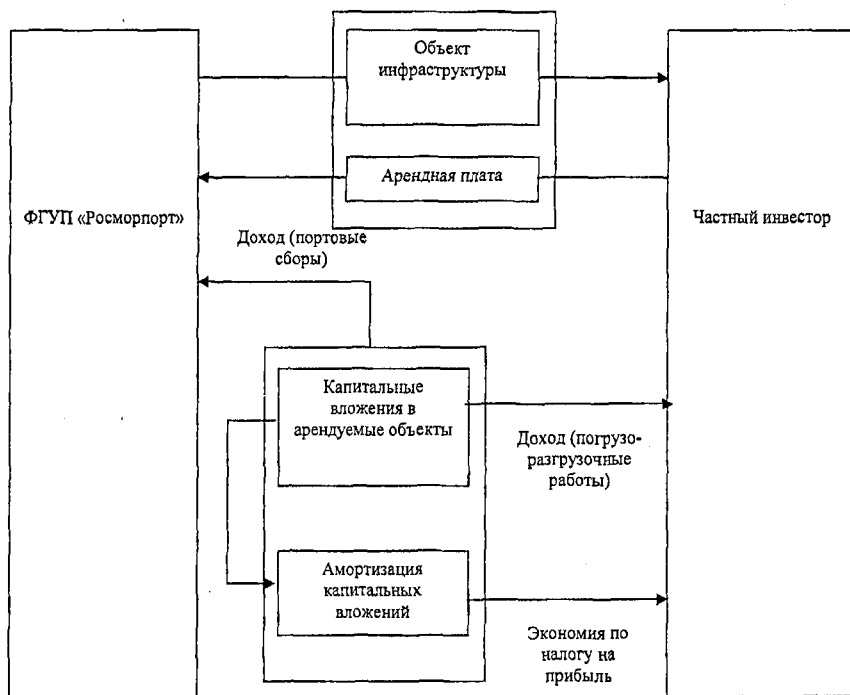 Объект
инфраструктуры
Арендная плата
ФГУП «Росморпорт»
Частный инвестор
Доход (портовые
сборы)
Капитальные
вложения в
арендуемые объекты
Доход (погрузо-
разгрузочные
работы)
Амортизация
капитальных
вложений
Экономия по
налогу на
прибыль